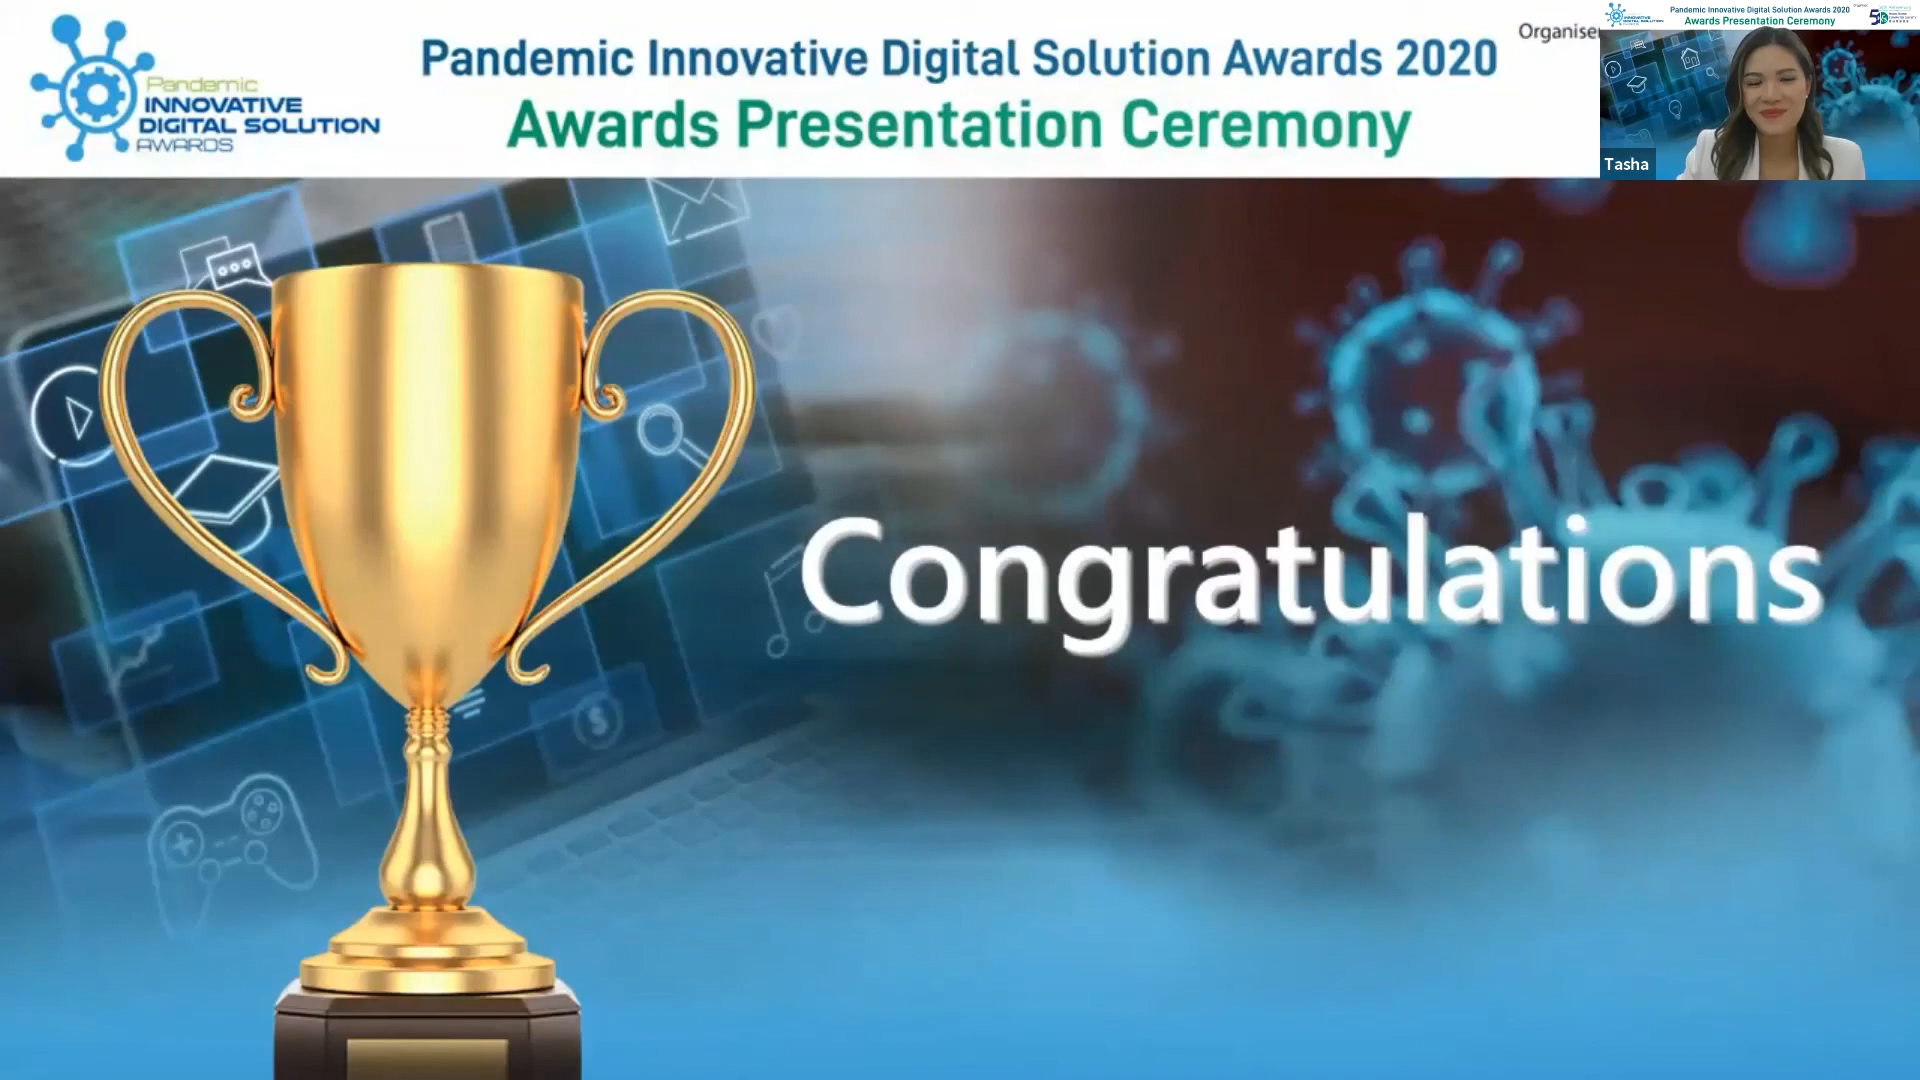 Pandemic
INNOVATIVE
DIGITAL SOLUTION
AWARDS
Pandemic Innovative Digital Solution Awards 2020
Awards Presentation Ceremony
Organise
Pandemic Innovative Digital Solution Awards 2020
Awards Presentation Ceremony
Tasha
Congratulations